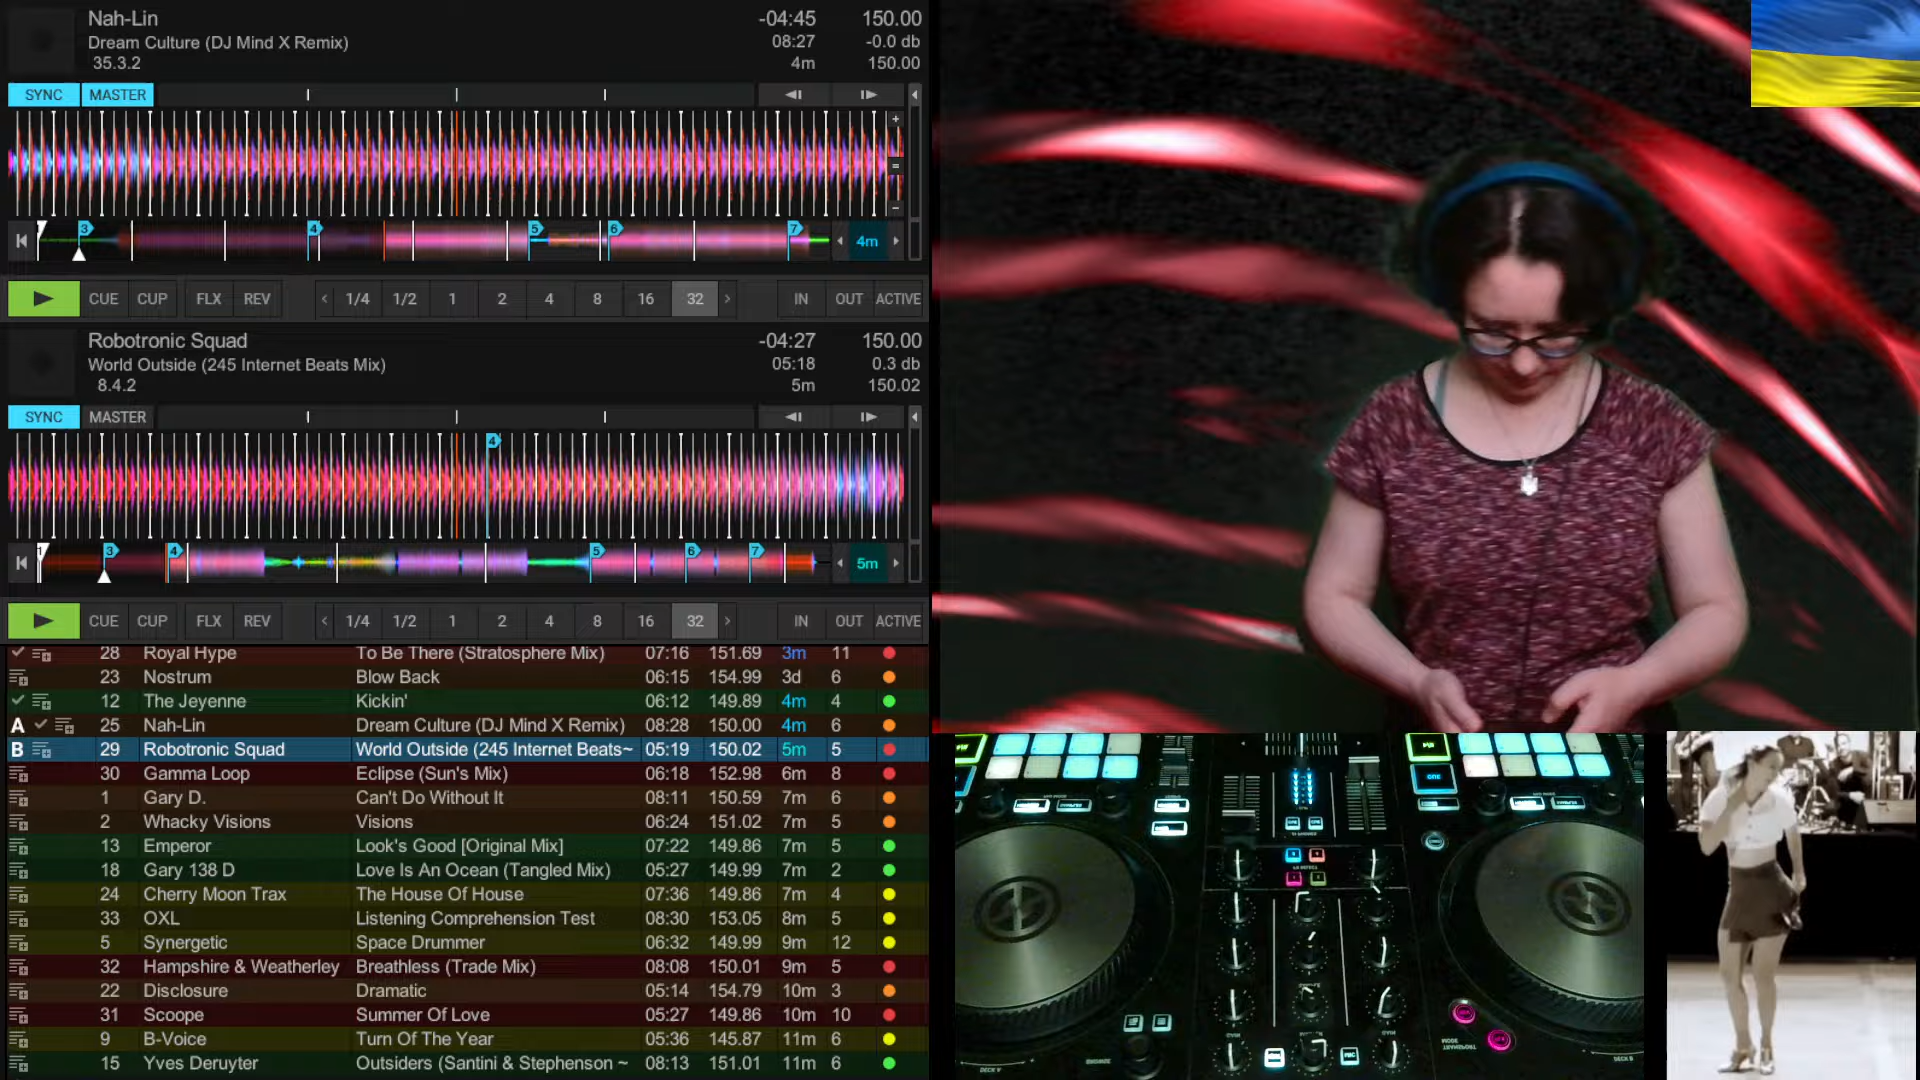 Nah-Lin -04:45 150.00
Dream Culture (DJ Mind X Remix) 08:27 -0.0 db
35.3.2 4m 150.00
SYNC MASTER
3 4 5 6 7 4m
CUE CUP FLX REV 1/4 1/2 1 2 4 8 16 32 IN OUT ACTIVE
Robotronic Squad -04:27 150.00
World Outside (245 Internet Beats Mix) 05:18 0.3 db
8.4.2 5m 150.02
SYNC MASTER
4
1 3 4 5 6 7 5m
CUE CUP FLX REV 1/4 1/2 1 2 4 8 16 32 IN OUT ACTIVE
28 Royal Hype To Be There (Stratosphere Mix) 07:16 151.69 3m 11
23 Nostrum Blow Back 06:15 154.99 3d 6
12 The Jeyenne Kickin' 06:12 149.89 4m 4
A 25 Nah-Lin Dream Culture (DJ Mind X Remix) 08:28 150.00 4m 6
B 29 Robotronic Squad World Outside (245 Internet Beats~ 05:19 150.02 5m 5
30 Gamma Loop Eclipse (Sun's Mix) 06:18 152.98 6m 8
1 Gary D. Can't Do Without It 08:11 150.59 7m 6
2 Whacky Visions Visions 06:24 151.02 7m 5
13 Emperor Look's Good [Original Mix] 07:22 149.86 7m 5
18 Gary 138 D Love Is An Ocean (Tangled Mix) 05:27 149.99 7m 2
24 Cherry Moon Trax The House Of House 07:36 149.86 7m 4
33 OXL Listening Comprehension Test 08:30 153.05 8m 5
5 Synergetic Space Drummer 06:32 149.99 9m 12
32 Hampshire & Weatherley Breathless (Trade Mix) 08:08 150.01 9m 5
22 Disclosure Dramatic 05:14 154.79 10m 3
31 Scoope Summer Of Love 05:27 149.86 10m 10
9 B-Voice Turn Of The Year 05:36 145.87 11m 6
15 Yves Deruyter Outsiders (Santini & Stephenson ~ 08:13 151.01 11m 6